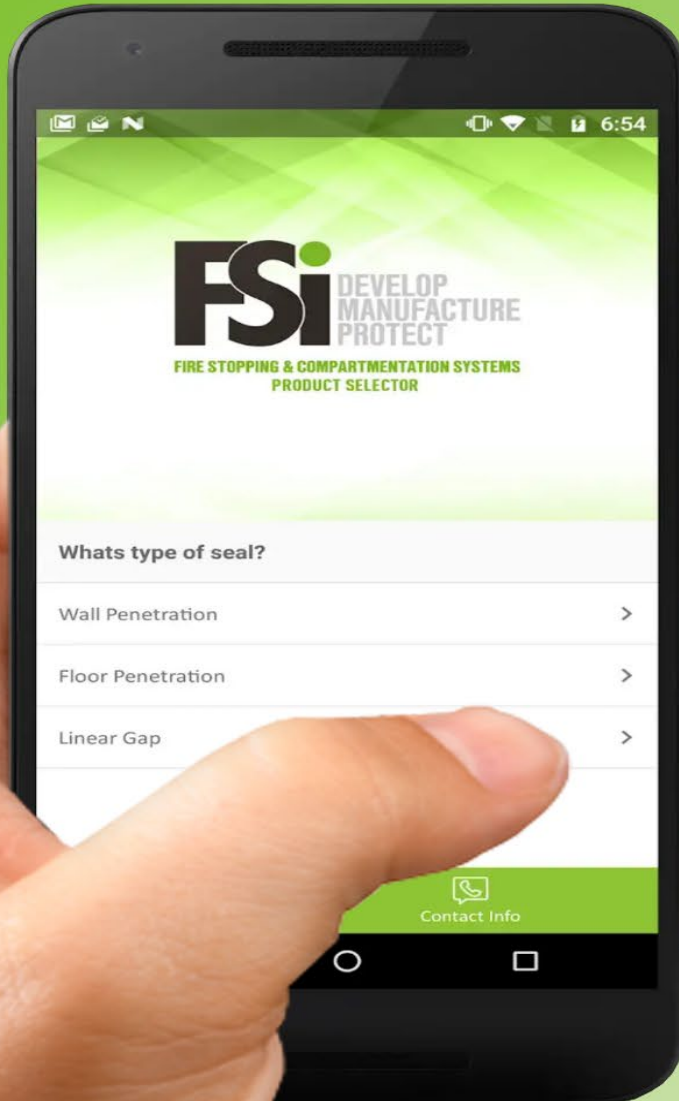 6:54
FSi
DEVELOP
MANUFACTURE
PROTECT
FIRE STOPPING & COMPARTMENTATION SYSTEMS
PRODUCT SELECTOR
Whats type of seal?
Wall Penetration
Floor Penetration
Linear Gap
Contact Info